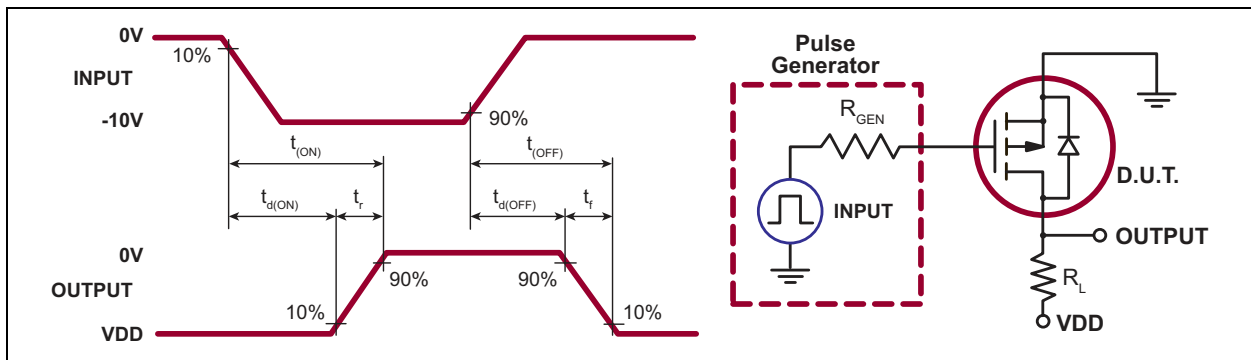 0V
10%
INPUT
-10V
90%
t(ON)
t(OFF)
td(ON)
tr
td(OFF)
tf
0V
OUTPUT
90%
90%
10%
10%
VDD
Pulse
Generator
RGEN
INPUT
D.U.T.
OUTPUT
RL
VDD